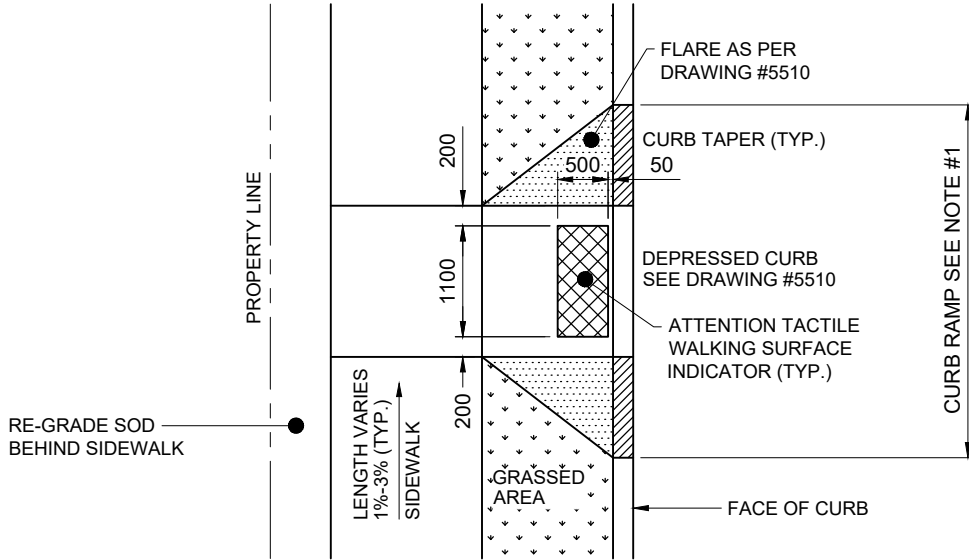 FLARE AS PER
DRAWING #5510
CURB TAPER (TYP.)
200
500
50
PROPERTY LINE
1100
DEPRESSED CURB
SEE DRAWING #5510
ATTENTION TACTILE
WALKING SURFACE
INDICATOR (TYP.)
CURB RAMP SEE NOTE #1
RE-GRADE SOD
BEHIND SIDEWALK
LENGTH VARIES
1%-3% (TYP.)
SIDEWALK
200
GRASSED
AREA
FACE OF CURB